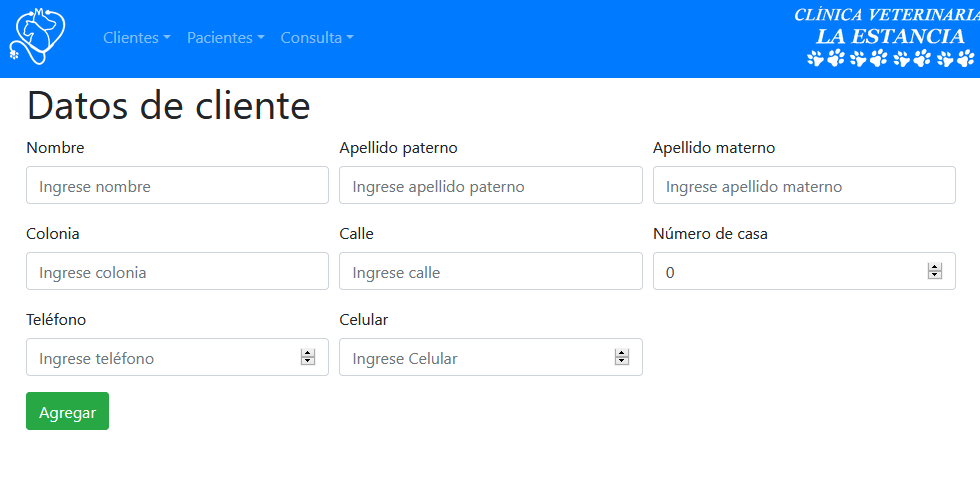 Clientes Pacientes Consulta
CLÍNICA VETERINARIA
LA ESTANCIA
Datos de cliente
Nombre Apellido paterno Apellido materno
Ingrese nombre Ingrese apellido paterno Ingrese apellido materno
Colonia Calle Número de casa
Ingrese colonia Ingrese calle 0
Teléfono Celular
Ingrese teléfono Ingrese Celular
Agregar